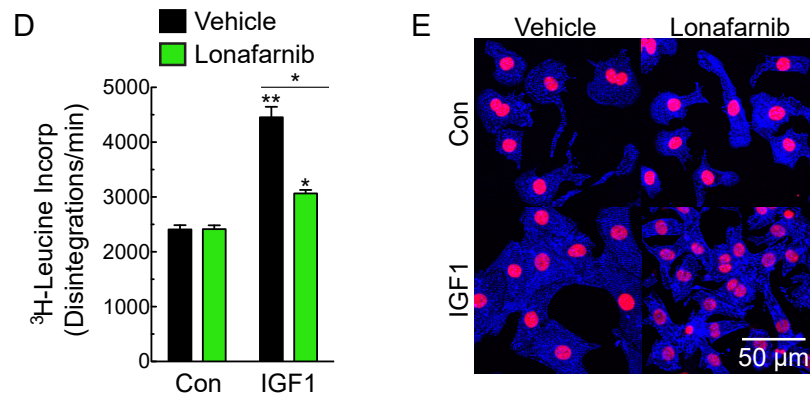 D
Vehicle
Lonafarnib
³H-Leucine Incorp
(Disintegrations/min)
5000
4000
3000
2000
1000
0
**
*
*
Con
IGF1
E
Vehicle
Lonafarnib
Con
IGF1
50 µm